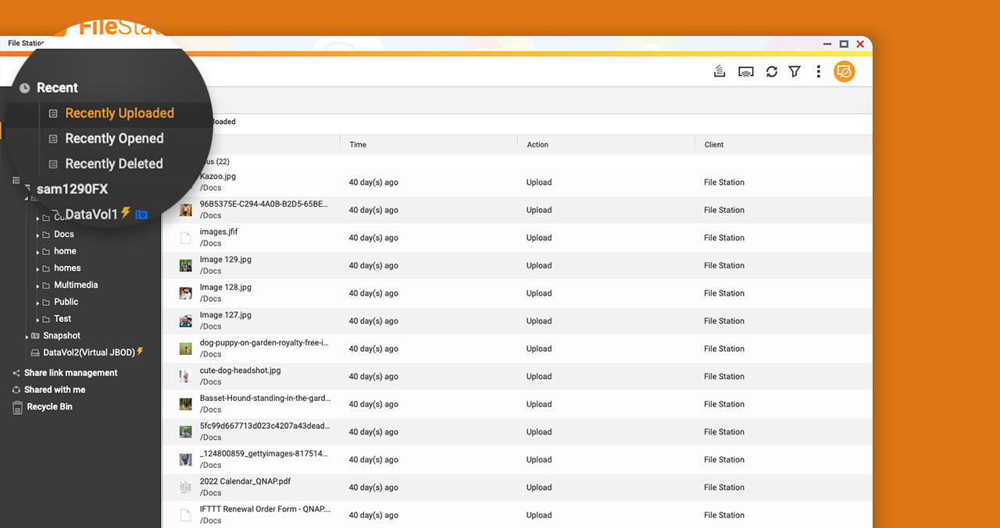 FileStat
File Station
Recent
Recently Uploaded
Recently Opened
Recently Deleted
sam1290FX
DataVol1
Docs
home
homes
Multimedia
Public
Test
Snapshot
DataVol2(Virtual JBOD)
Share link management
Shared with me
Recycle Bin
loaded
Time Action Client
us (22)
Kazoo.jpg
/Docs
40 day(s) ago Upload File Station
96B5375E-C294-4A0B-B2D5-65BE...
/Docs
40 day(s) ago Upload File Station
images.jfif
/Docs
40 day(s) ago Upload File Station
Image 129.jpg
/Docs
40 day(s) ago Upload File Station
Image 128.jpg
/Docs
40 day(s) ago Upload File Station
Image 127.jpg
/Docs
40 day(s) ago Upload File Station
dog-puppy-on-garden-royalty-free-i...
/Docs
40 day(s) ago Upload File Station
cute-dog-headshot.jpg
/Docs
40 day(s) ago Upload File Station
Basset-Hound-standing-in-the-gard...
/Docs
40 day(s) ago Upload File Station
5fc99d667713d023c4207a43dead...
/Docs
40 day(s) ago Upload File Station
_124800859_gettyimages-817514...
/Docs
40 day(s) ago Upload File Station
2022 Calendar_QNAP.pdf
/Docs
40 day(s) ago Upload File Station
IFTTT Renewal Order Form - QNAP....
/Docs
40 day(s) ago Upload File Station